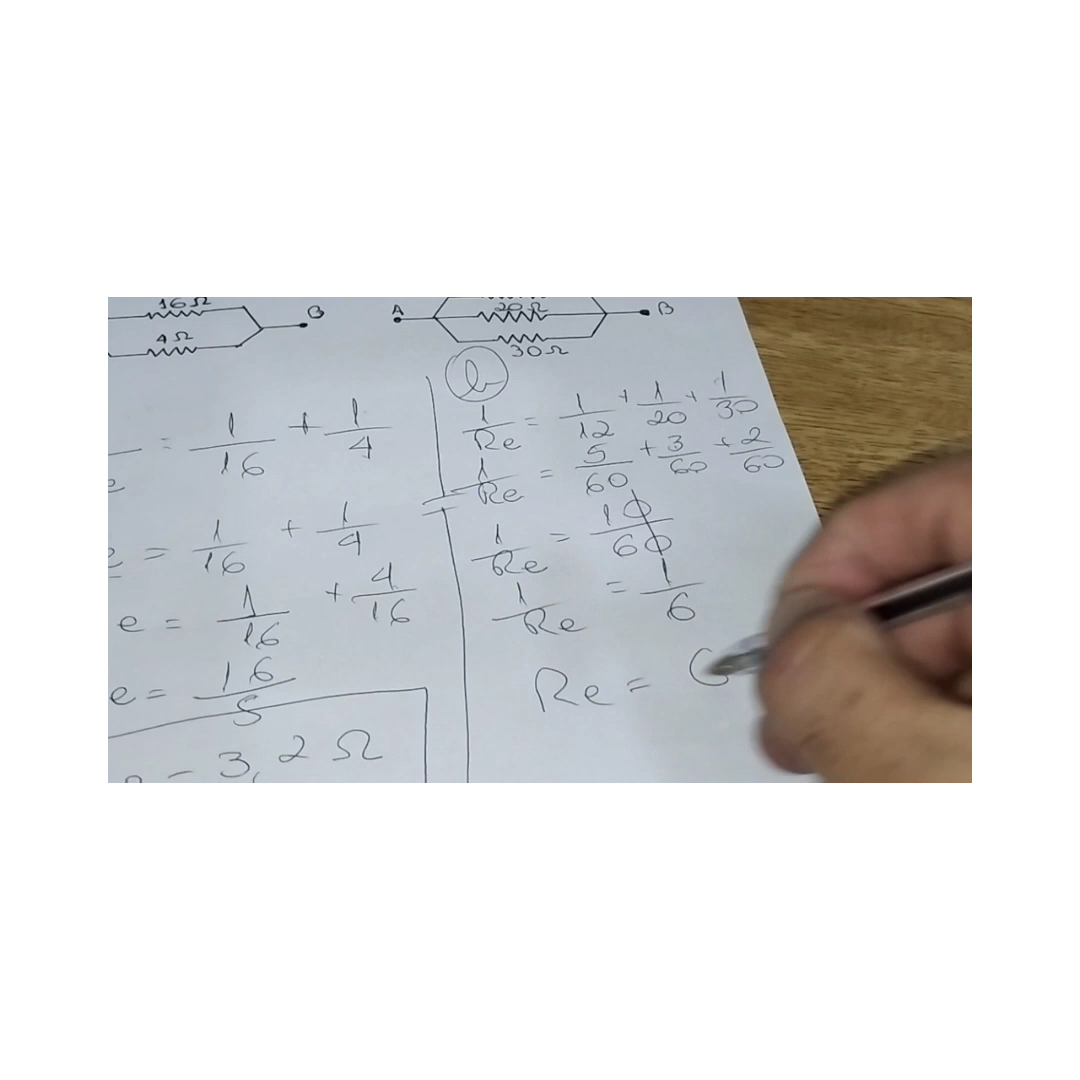 16Ω
4Ω
B
A
20Ω
30Ω
B
= 1/16 + 1/4
= 1/16 + 1/4
e = 1/16 + 4/16
e = 16/5
= 3,2 Ω
b
1/Re = 1/12 + 1/20 + 1/30
1/Re = 5/60 + 3/60 + 2/60
1/Re = 10/60
1/Re = 1/6
Re =